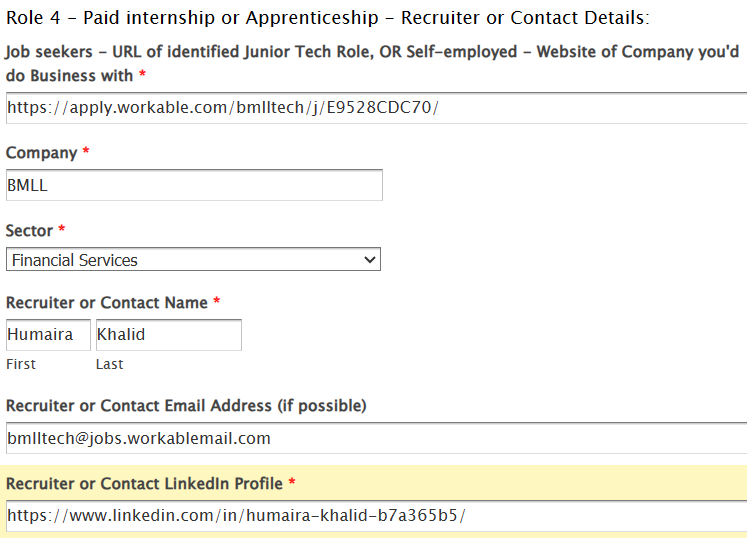 Role 4 - Paid internship or Apprenticeship - Recruiter or Contact Details:
Job seekers - URL of identified Junior Tech Role, OR Self-employed - Website of Company you'd
do Business with *
https://apply.workable.com/bmlltech/j/E9528CDC70/
Company *
BMLL
Sector *
Financial Services
Recruiter or Contact Name *
Humaira Khalid
First Last
Recruiter or Contact Email Address (if possible)
bmlltech@jobs.workablemail.com
Recruiter or Contact LinkedIn Profile *
https://www.linkedin.com/in/humaira-khalid-b7a365b5/